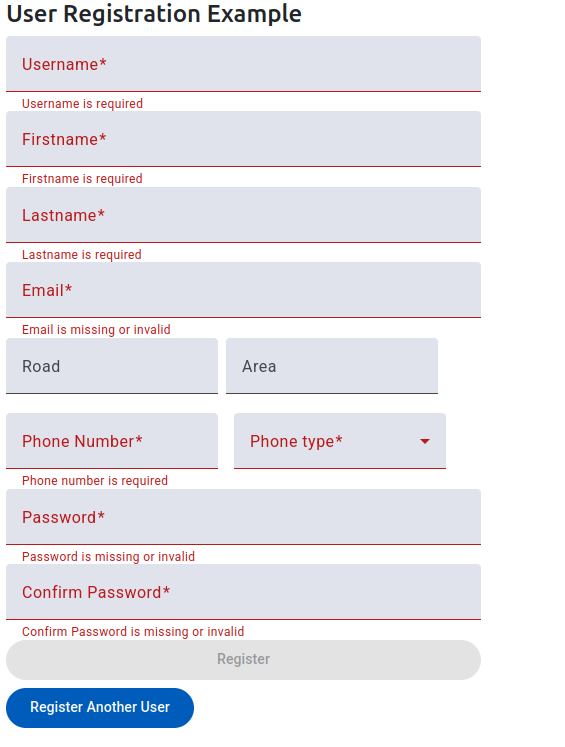 User Registration Example
Username*
Username is required
Firstname*
Firstname is required
Lastname*
Lastname is required
Email*
Email is missing or invalid
Road Area
Phone Number* Phone type*
Phone number is required
Password*
Password is missing or invalid
Confirm Password*
Confirm Password is missing or invalid
Register
Register Another User